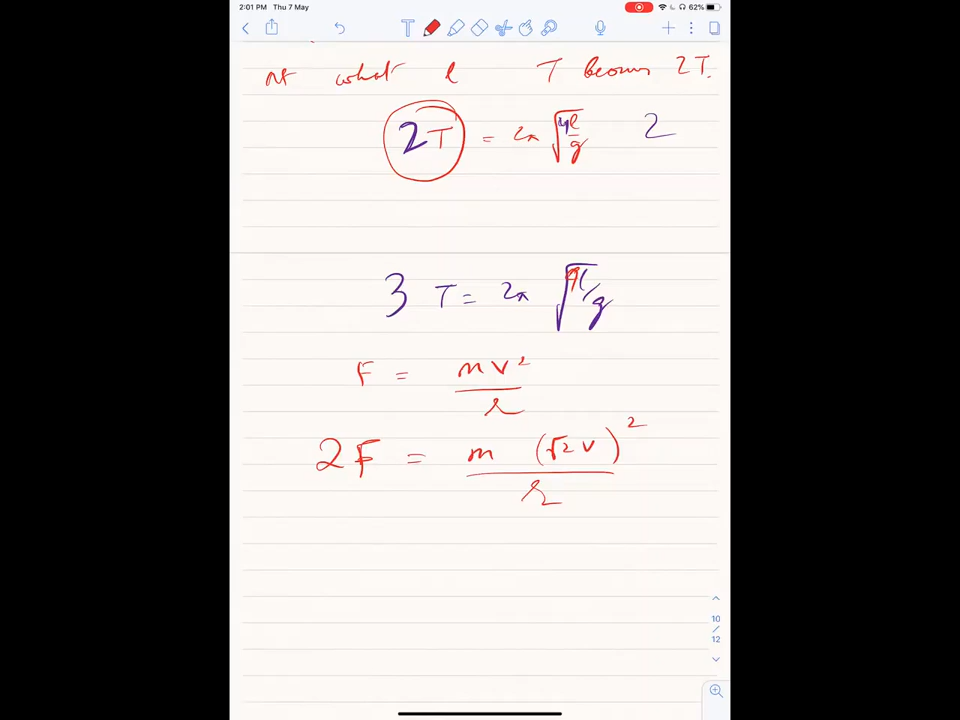 2:01 PM Thu 7 May 62%
At what l T becomes 2T.
2T = 2π √(4l/g) 2
3 T = 2π √(9l/g)
F = mv²/r
2F = m (√2 v)²/r
10 / 12